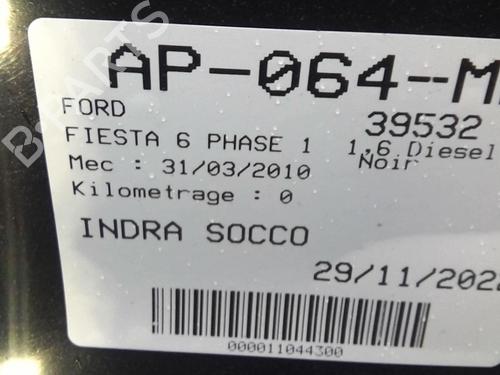 AP-064-M
FORD 39532
FIESTA 6 PHASE 1 1.6 Diesel
Mec : 31/03/2010 Noir
Kilometrage : 0
INDRA SOCCO
29/11/202
000011044300
B-PARTS